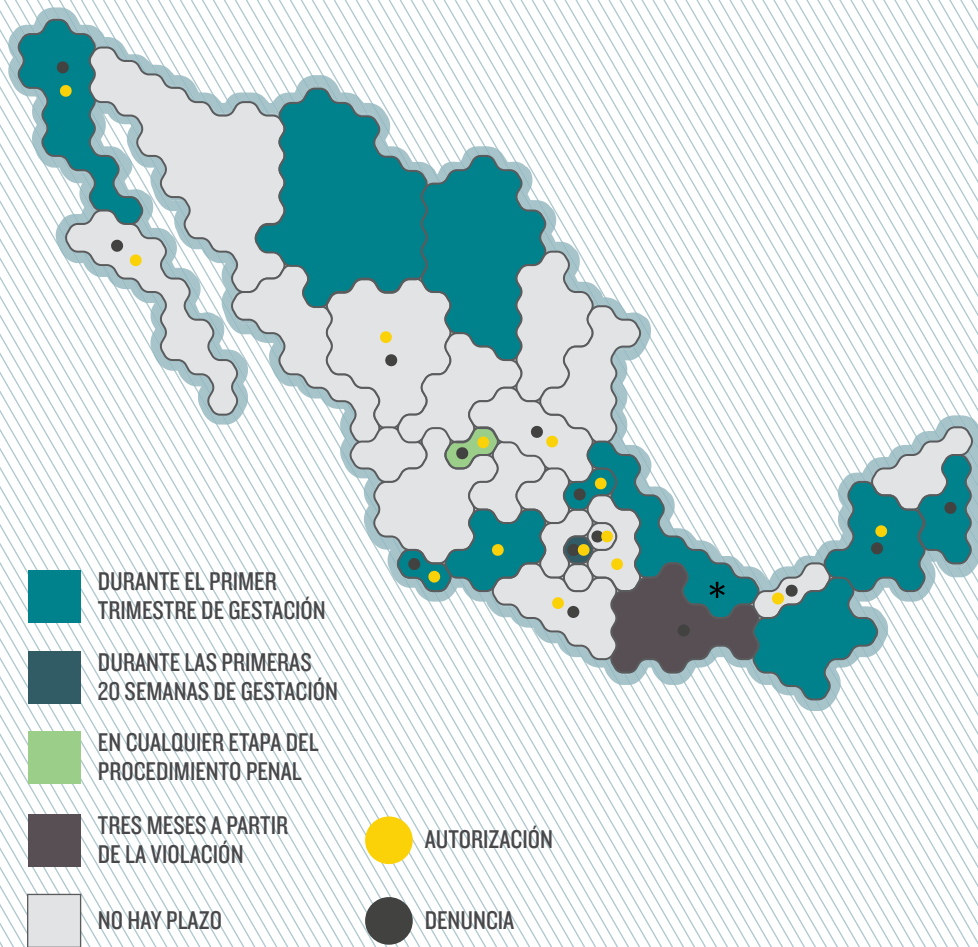 *
DURANTE EL PRIMER
TRIMESTRE DE GESTACIÓN
DURANTE LAS PRIMERAS
20 SEMANAS DE GESTACIÓN
EN CUALQUIER ETAPA DEL
PROCEDIMIENTO PENAL
TRES MESES A PARTIR
DE LA VIOLACIÓN
NO HAY PLAZO
AUTORIZACIÓN
DENUNCIA